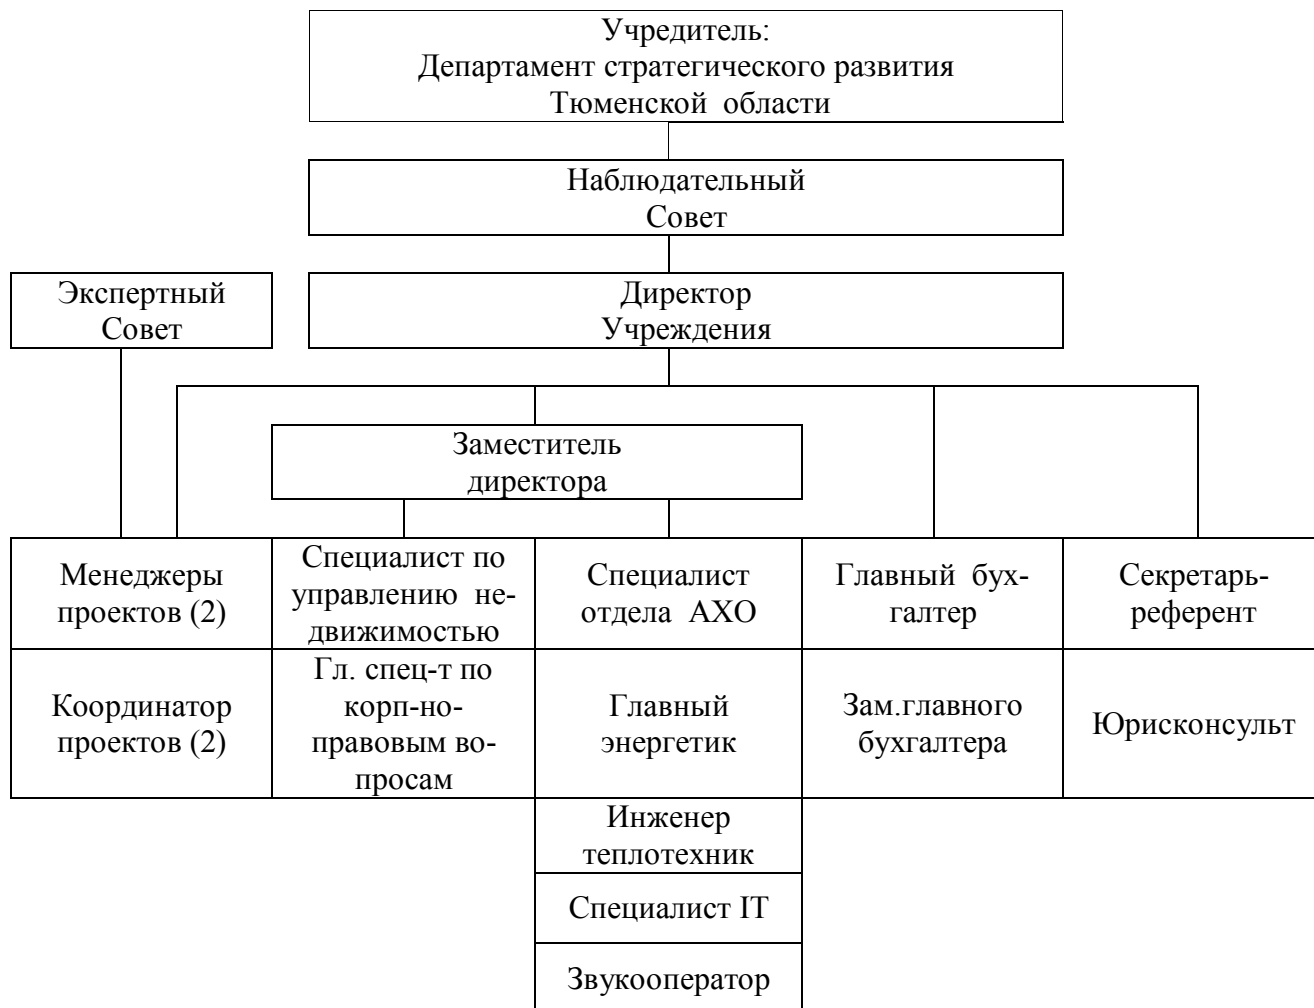 Учредитель:
Департамент стратегического развития
Тюменской области
Наблюдательный
Совет
Экспертный
Совет
Директор
Учреждения
Заместитель
директора
Менеджеры
проектов (2)
Специалист по
управлению не-
движимостью
Специалист
отдела АХО
Главный бух-
галтер
Секретарь-
референт
Координатор
проектов (2)
Гл. спец-т по
корп-но-
правовым во-
просам
Главный
энергетик
Зам.главного
бухгалтера
Юрисконсульт
Инженер
теплотехник
Специалист IT
Звукооператор